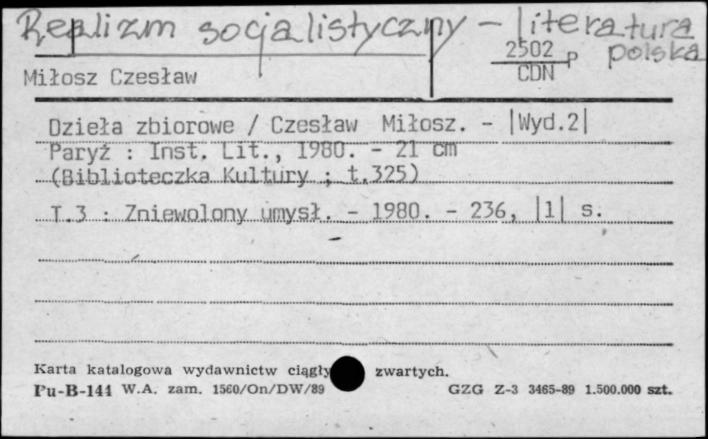 Realizm socjalistyczny – literatura
polska
2502 p
CDN
Miłosz Czesław
Dzieła zbiorowe / Czesław Miłosz. - |Wyd.2|
Paryż : Inst. Lit., 1980. - 21 cm
(Biblioteczka Kultury ; t.325)
T.3 : Zniewolony umysł. - 1980. - 236, |1| s.
Karta katalogowa wydawnictw ciągły zwartych.
Pu-B-144 W.A. zam. 1560/On/DW/89 GZG Z-3 3465-89 1.500.000 szt.